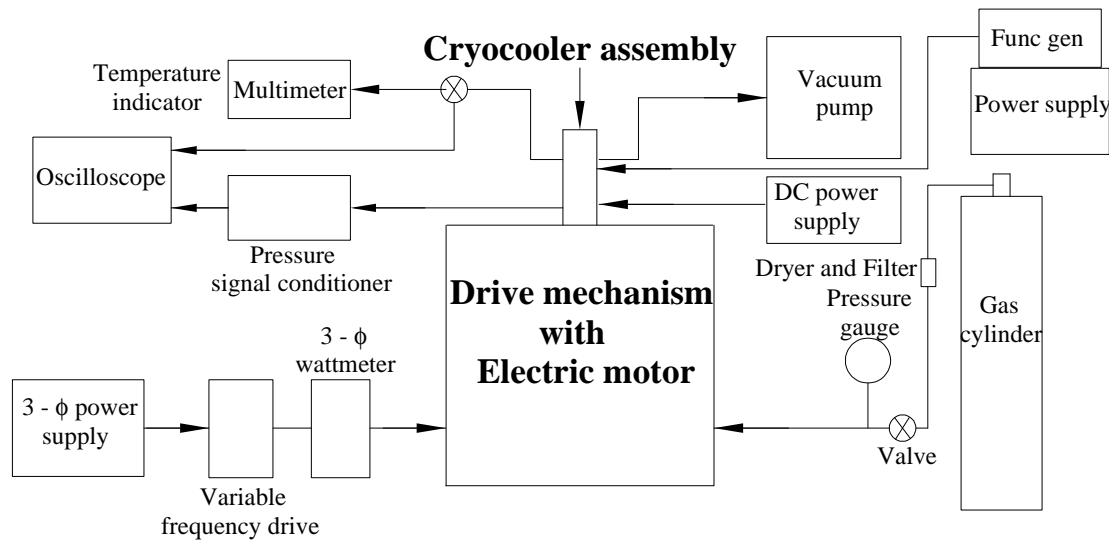 Cryocooler assembly
Func gen
Power supply
Temperature
indicator
Multimeter
Vacuum
pump
Oscilloscope
DC power
supply
Pressure
signal conditioner
Dryer and Filter
Pressure
gauge
Gas
cylinder
Drive mechanism
with
Electric motor
3 - ϕ
wattmeter
3 - ϕ power
supply
Valve
Variable
frequency drive